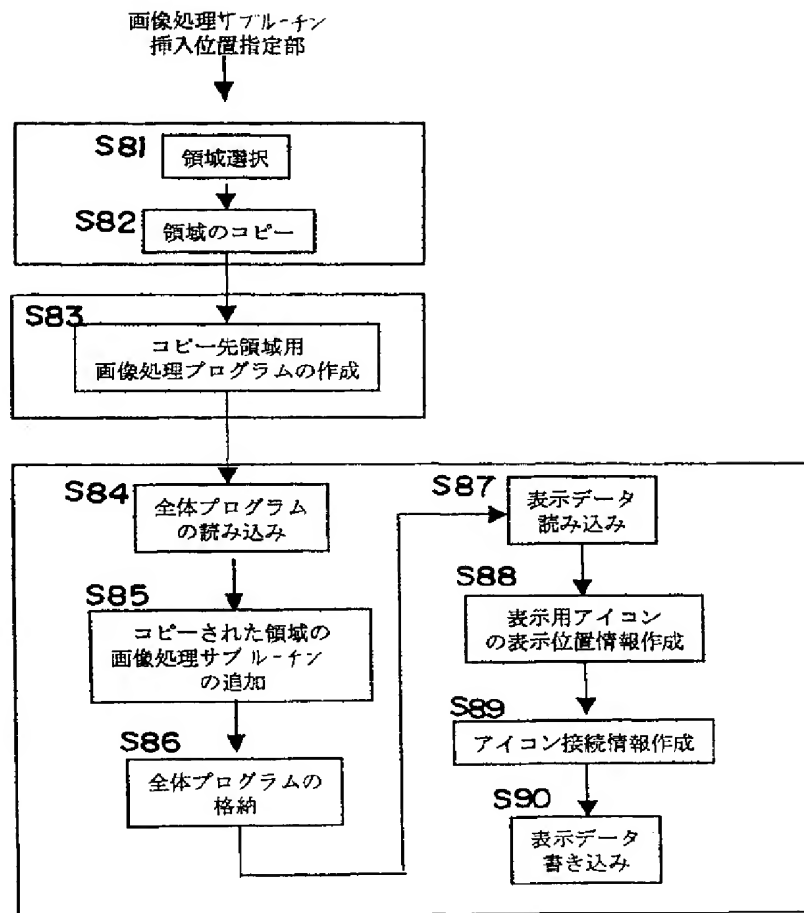 画像処理サブルーチン
挿入位置指定部
S81
領域選択
S82
領域のコピー
S83
コピー先領域用
画像処理プログラムの作成
S84
全体プログラム
の読み込み
S85
コピーされた領域の
画像処理サブルーチン
の追加
S86
全体プログラムの
格納
S87
表示データ
読み込み
S88
表示用アイコン
の表示位置情報作成
S89
アイコン接続情報作成
S90
表示データ
書き込み